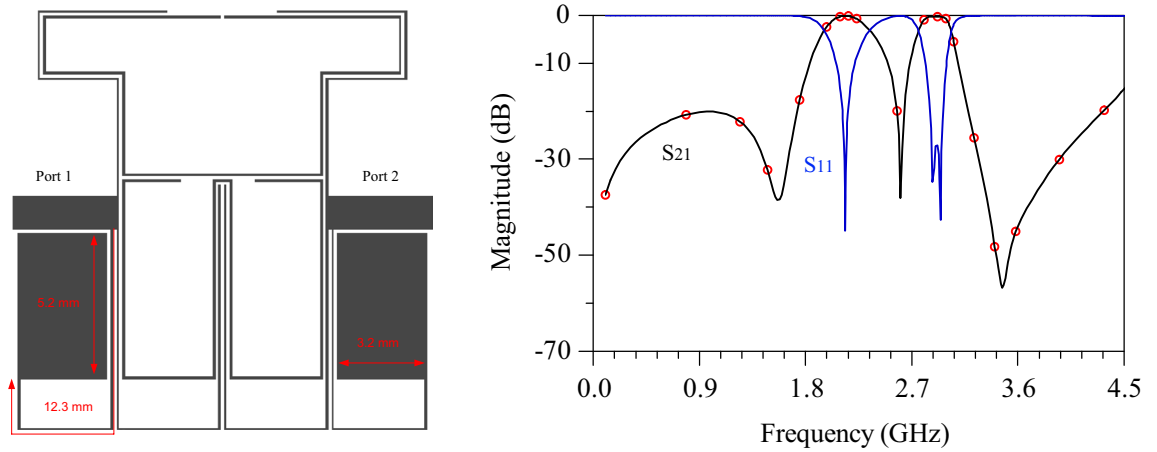 Port 1
Port 2
5.2 mm
3.2 mm
12.3 mm
Magnitude (dB)
0
-10
-30
-50
-70
S21
S11
0.0
0.9
1.8
2.7
3.6
4.5
Frequency (GHz)